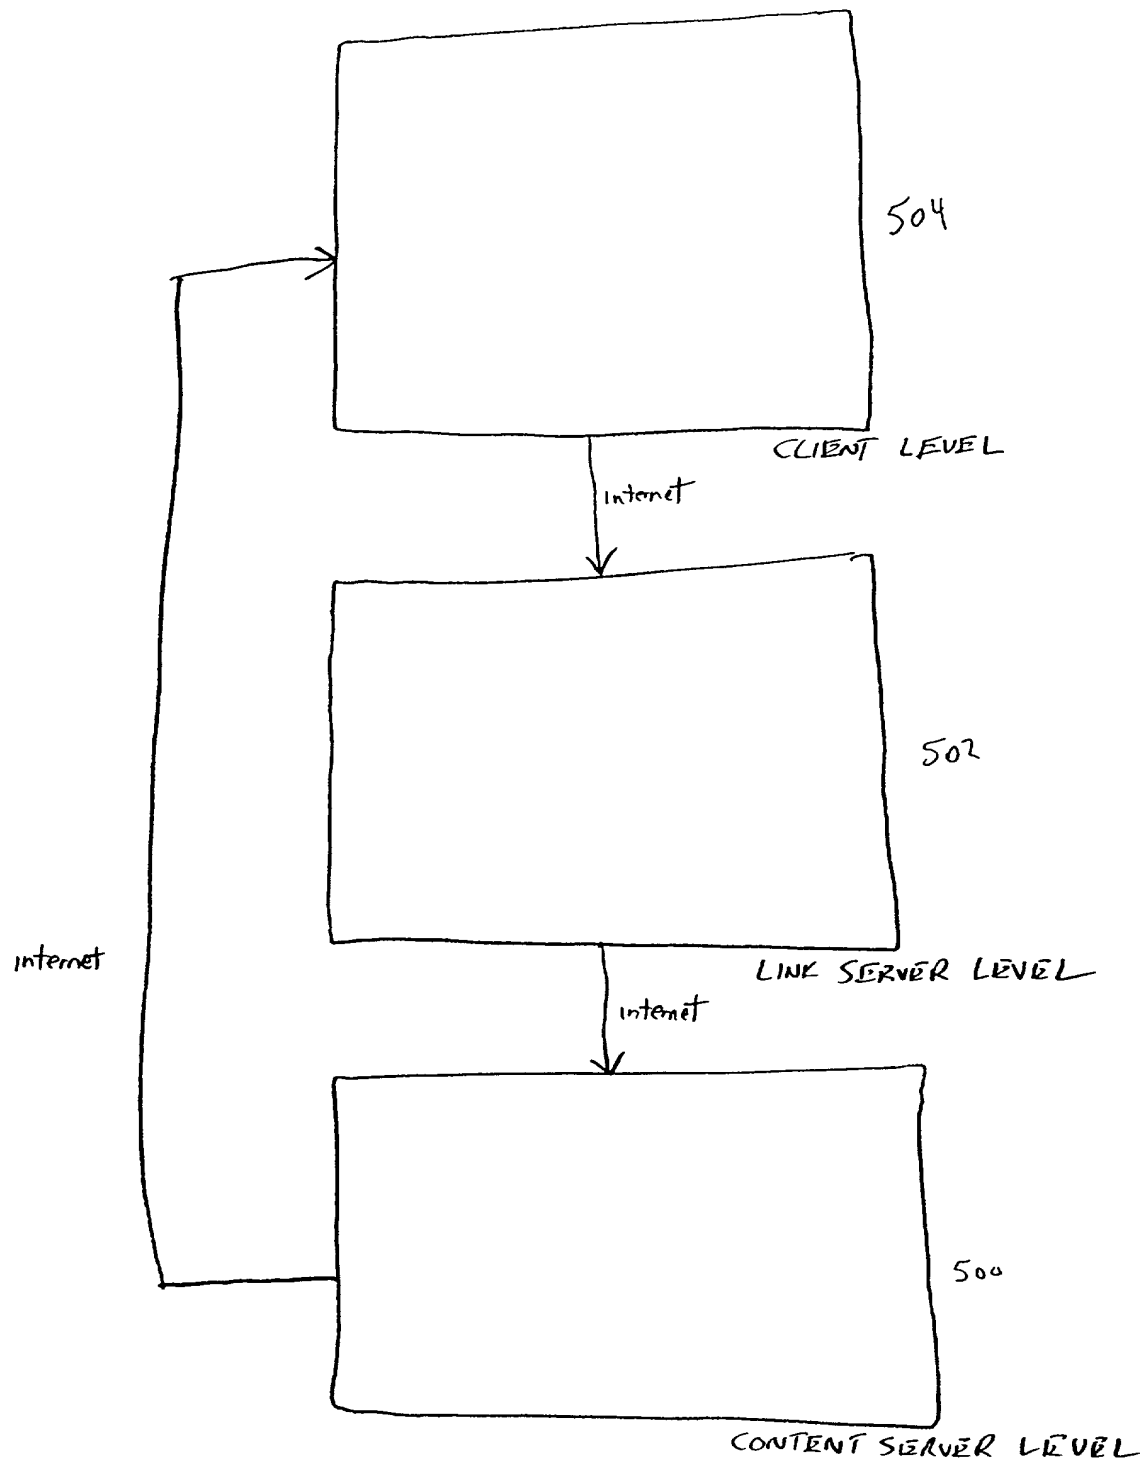 504
CLIENT LEVEL
internet
502
internet
LINK SERVER LEVEL
internet
500
CONTENT SERVER LEVEL